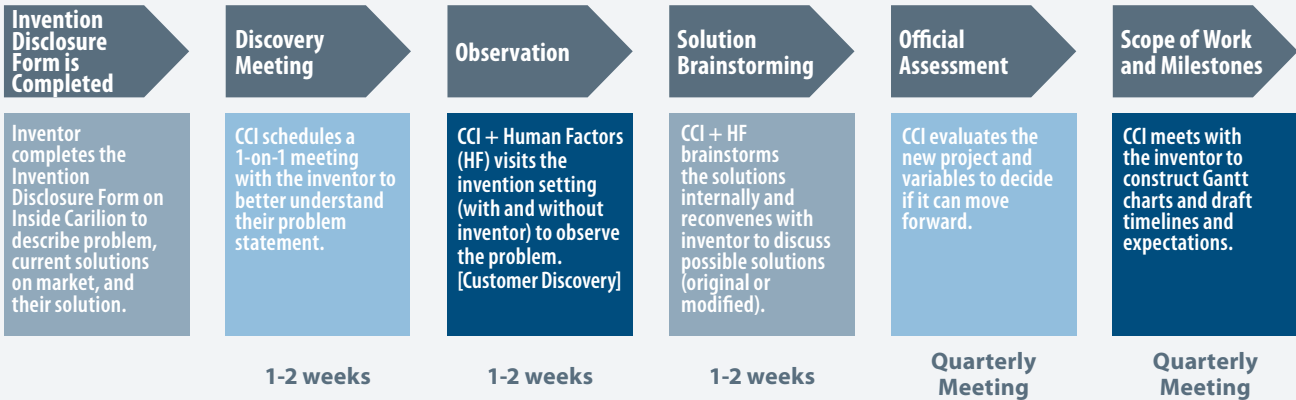 Invention
Disclosure
Form is
Completed
Discovery
Meeting
Observation
Solution
Brainstorming
Official
Assessment
Scope of Work
and Milestones
Inventor
completes the
Invention
Disclosure Form on
Inside Carilion to
describe problem,
current solutions
on market, and
their solution.
CCI schedules a
1-on-1 meeting
with the inventor to
better understand
their problem
statement.
CCI + Human Factors
(HF) visits the
invention setting
(with and without
inventor) to observe
the problem.
[Customer Discovery]
CCI + HF
brainstorms
the solutions
internally and
reconvenes with
inventor to discuss
possible solutions
(original or
modified).
CCI evaluates the
new project and
variables to decide
if it can move
forward.
CCI meets with
the inventor to
construct Gantt
charts and draft
timelines and
expectations.
1-2 weeks
1-2 weeks
1-2 weeks
Quarterly
Meeting
Quarterly
Meeting